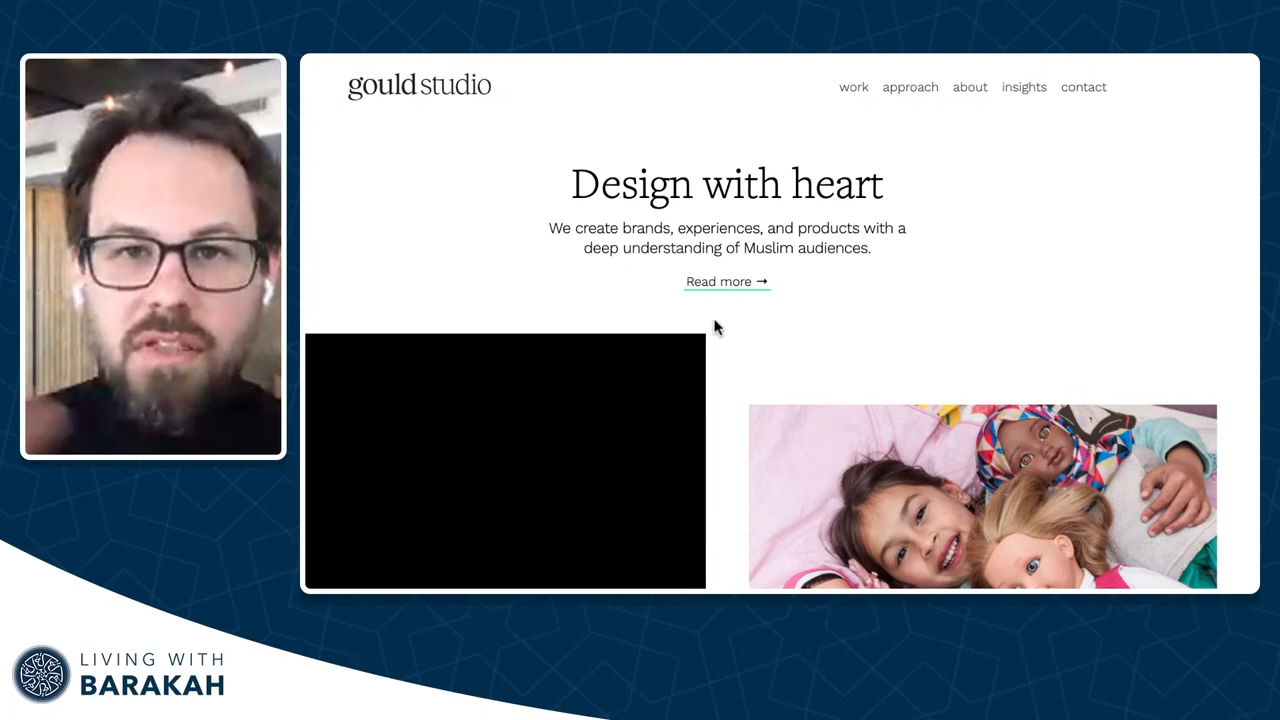 gould studio
work approach about insights contact
Design with heart
We create brands, experiences, and products with a
deep understanding of Muslim audiences.
Read more →
LIVING WITH
BARAKAH